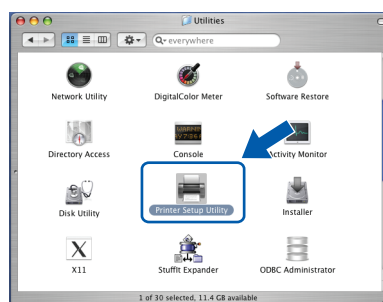 Utilities
everywhere
Network Utility
DigitalColor Meter
Software Restore
Directory Access
Console
Activity Monitor
Disk Utility
Printer Setup Utility
Installer
X11
StuffIt Expander
ODBC Administrator
1 of 30 selected, 11.4 GB available